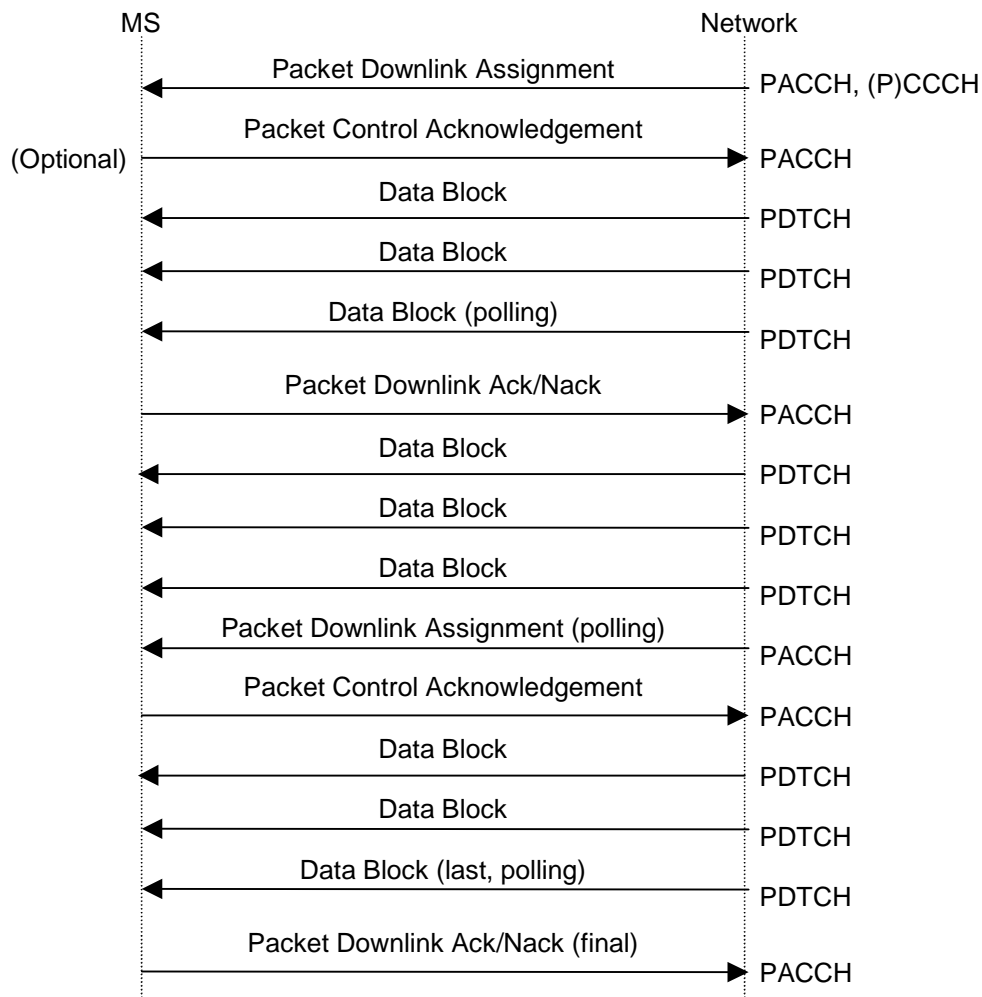 MS Network
Packet Downlink Assignment
PACCH, (P)CCCH
Packet Control Acknowledgement
(Optional) PACCH
Data Block
PDTCH
Data Block
PDTCH
Data Block (polling)
PDTCH
Packet Downlink Ack/Nack
PACCH
Data Block
PDTCH
Data Block
PDTCH
Data Block
PDTCH
Packet Downlink Assignment (polling)
PACCH
Packet Control Acknowledgement
PACCH
Data Block
PDTCH
Data Block
PDTCH
Data Block (last, polling)
PDTCH
Packet Downlink Ack/Nack (final)
PACCH